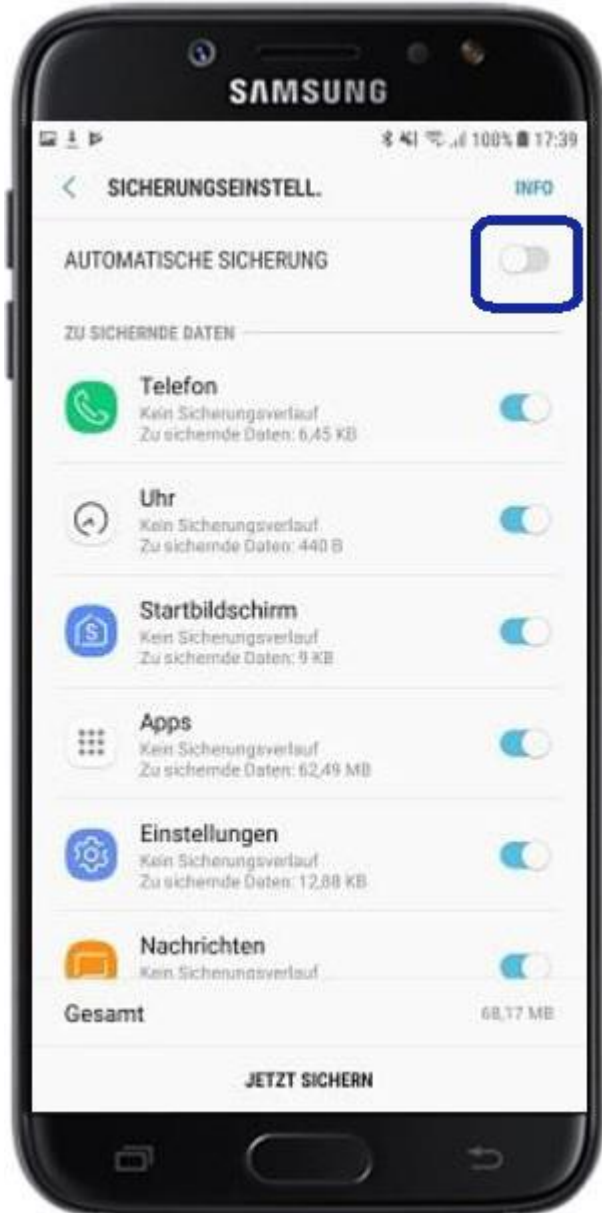 SAMSUNG
100% 17:39
SICHERUNGSEINSTELL. INFO
AUTOMATISCHE SICHERUNG
ZU SICHERNDE DATEN
Telefon
Kein Sicherungsverlauf
Zu sichernde Daten: 6,45 KB
Uhr
Kein Sicherungsverlauf
Zu sichernde Daten: 440 B
Startbildschirm
Kein Sicherungsverlauf
Zu sichernde Daten: 9 KB
Apps
Kein Sicherungsverlauf
Zu sichernde Daten: 62,49 MB
Einstellungen
Kein Sicherungsverlauf
Zu sichernde Daten: 12,88 KB
Nachrichten
Kein Sicherungsverlauf
Gesamt 68,17 MB
JETZT SICHERN